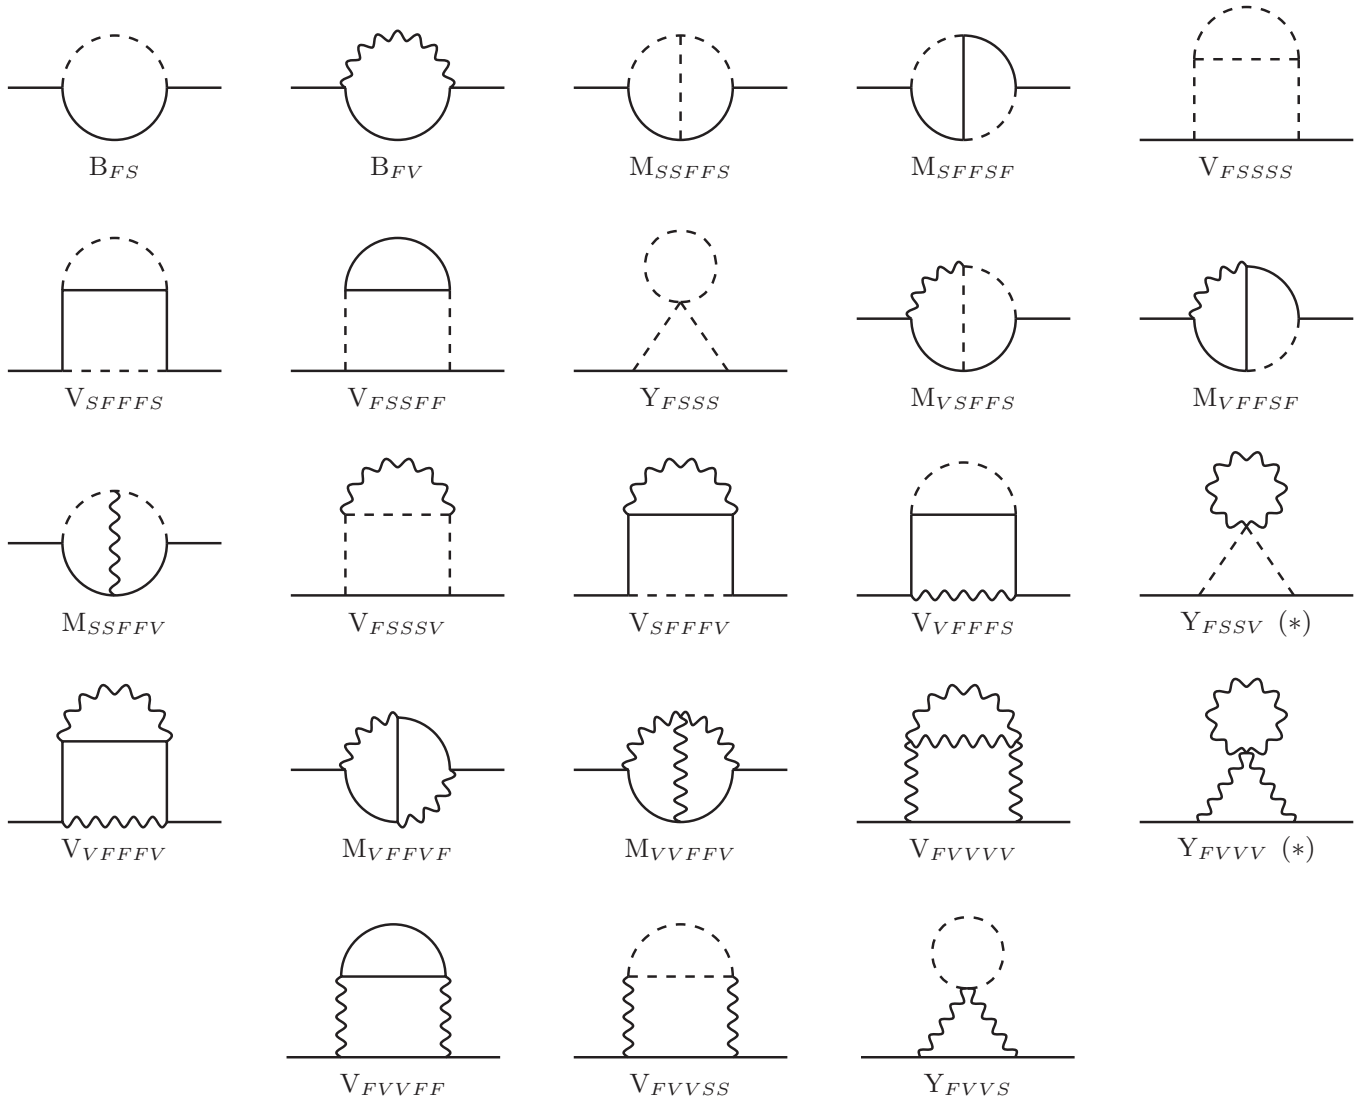 B_{FS} B_{FV} M_{SSFFS} M_{SFFSF} V_{FSSSS}
V_{SFFFS} V_{FSSFF} Y_{FSSS} M_{VSFFS} M_{VFFSF}
M_{SSFFV} V_{FSSSV} V_{SFFFV} V_{VFFFS} Y_{FSSV} (*)
V_{VFFFV} M_{VFFVF} M_{VVFFV} V_{FVVVV} Y_{FVVV} (*)
V_{FVVFF} V_{FVVSS} Y_{FVVS}